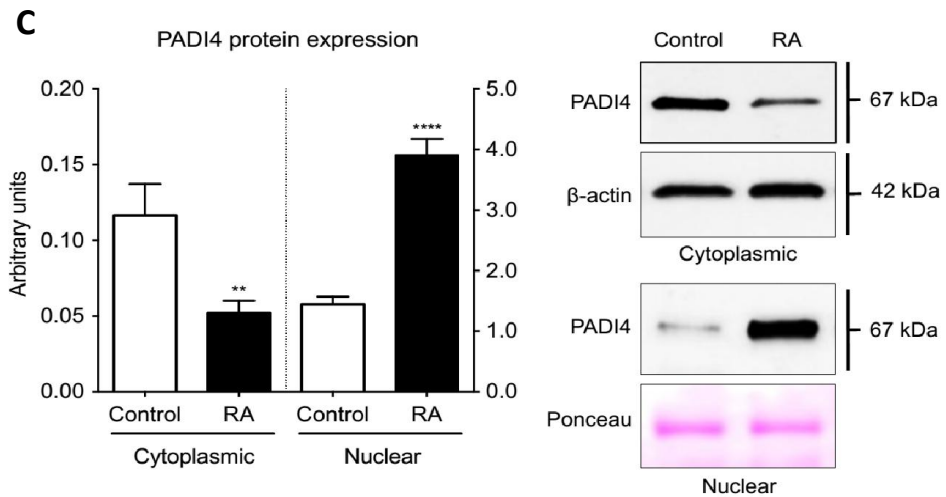 C
PADI4 protein expression
Arbitrary units
0.20
0.15
0.10
0.05
0.00
5.0
4.0
3.0
2.0
1.0
0.0
**
****
Control RA Control RA
Cytoplasmic Nuclear
Control RA
PADI4 67 kDa
β-actin 42 kDa
Cytoplasmic
PADI4 67 kDa
Ponceau
Nuclear